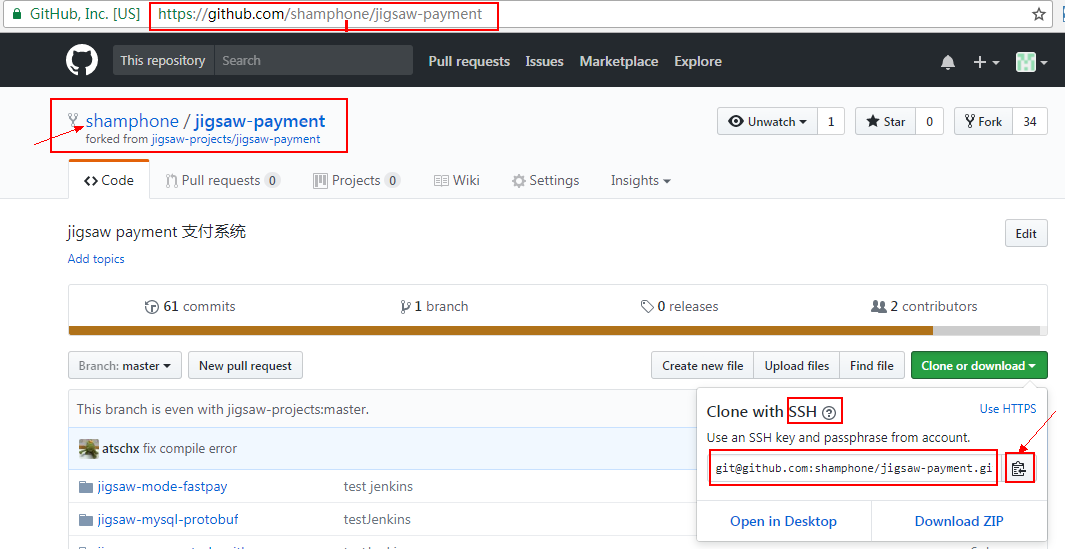 GitHub, Inc. [US] https://github.com/shamphone/jigsaw-payment
This repository Search Pull requests Issues Marketplace Explore
shamphone / jigsaw-payment Unwatch 1 Star 0 Fork 34
forked from jigsaw-projects/jigsaw-payment
Code Pull requests 0 Projects 0 Wiki Settings Insights
jigsaw payment 支付系统 Edit
Add topics
61 commits 1 branch 0 releases 2 contributors
Branch: master New pull request Create new file Upload files Find file Clone or download
This branch is even with jigsaw-projects:master.
Clone with SSH ? Use HTTPS
Use an SSH key and passphrase from account.
atschx fix compile error
git@github.com:shamphone/jigsaw-payment.gi
jigsaw-mode-fastpay test jenkins
jigsaw-mysql-protobuf testJenkins
Open in Desktop Download ZIP